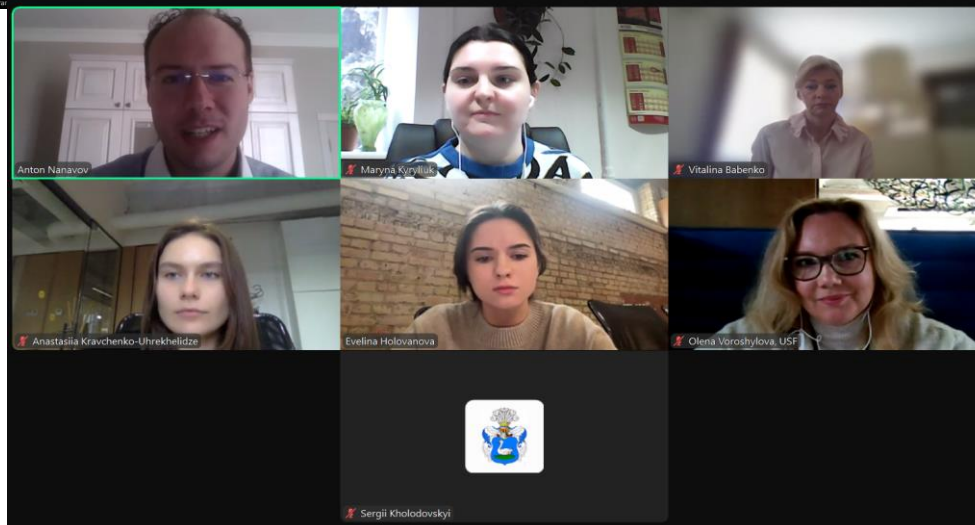 Anton Nanavov
Maryna Kyryliuk
Vitalina Babenko
Anastasiia Kravchenko-Uhrekhelidze
Evelina Holovanova
Olena Voroshylova, USF
Sergii Kholodovskyi